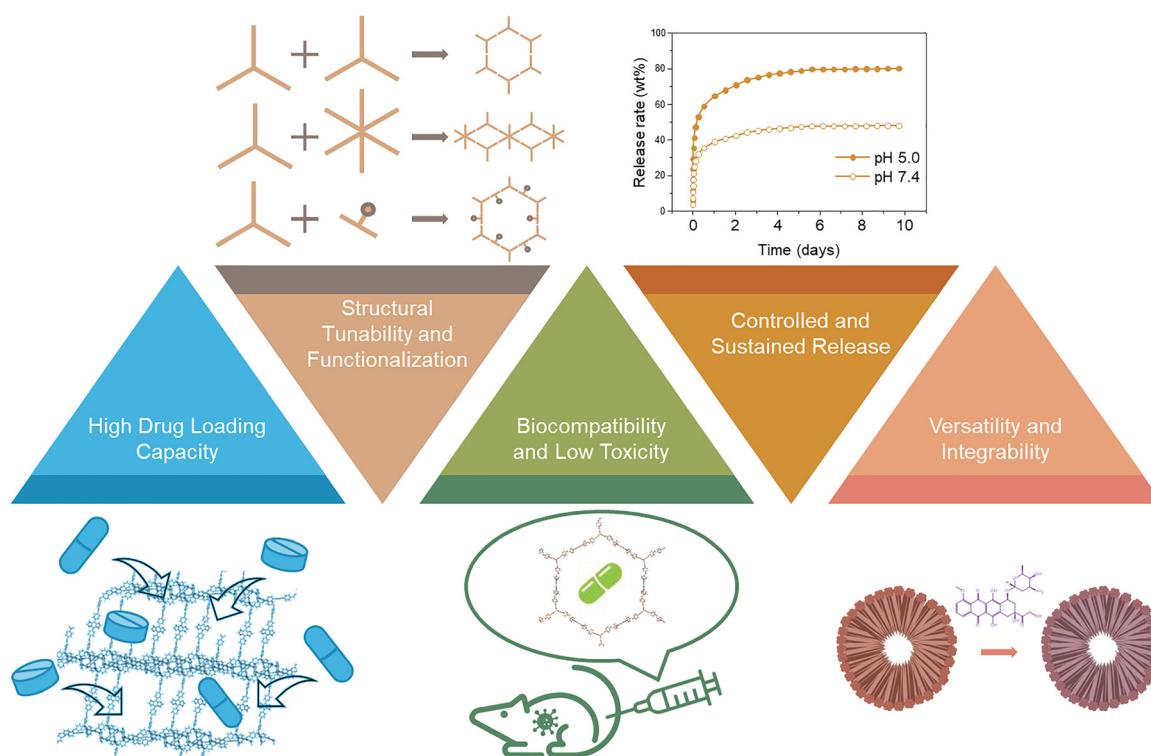 100
80
60
40
20
0
Release rate (wt%)
pH 5.0
pH 7.4
0 2 4 6 8 10
Time (days)
Structural
Tunability and
Functionalization
Controlled and
Sustained Release
High Drug Loading
Capacity
Biocompatibility
and Low Toxicity
Versatility and
Integrability